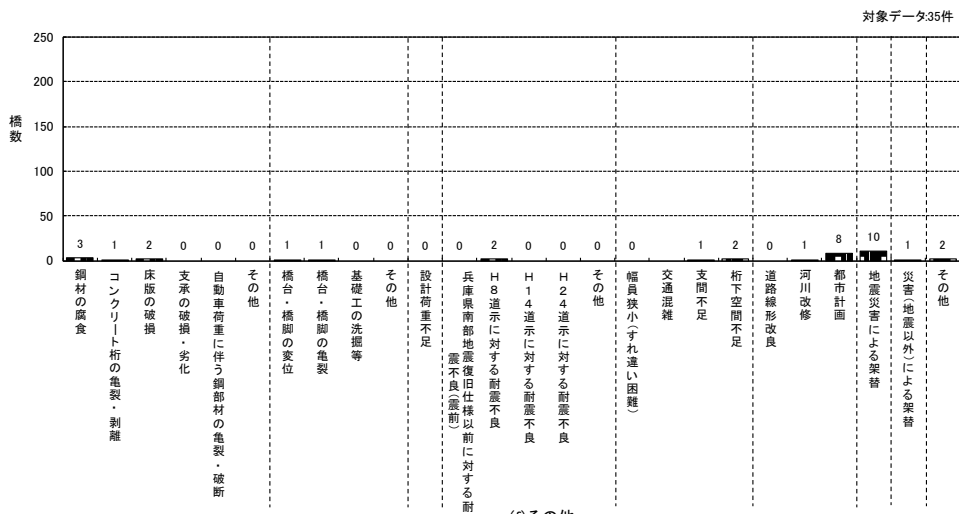 対象データ:35件
橋数
250
200
150
100
50
0
3
1
2
0
0
0
1
1
0
0
0
0
2
0
0
0
0
1
2
0
1
8
10
1
2
鋼材の腐食
コンクリート桁の亀裂・剥離
床版の破損
支承の破損・劣化
自動車荷重に伴う鋼部材の亀裂・破断
その他
橋台・橋脚の変位
橋台・橋脚の亀裂
基礎工の洗掘等
その他
設計荷重不足
兵庫県南部地震復旧仕様以前に対する耐
震不良(震前)
H8道示に対する耐震不良
H14道示に対する耐震不良
H24道示に対する耐震不良
その他
幅員狭小(すれ違い困難)
交通混雑
支間不足
桁下空間不足
道路線形改良
河川改修
都市計画
地震災害による架替
災害(地震以外)による架替
その他